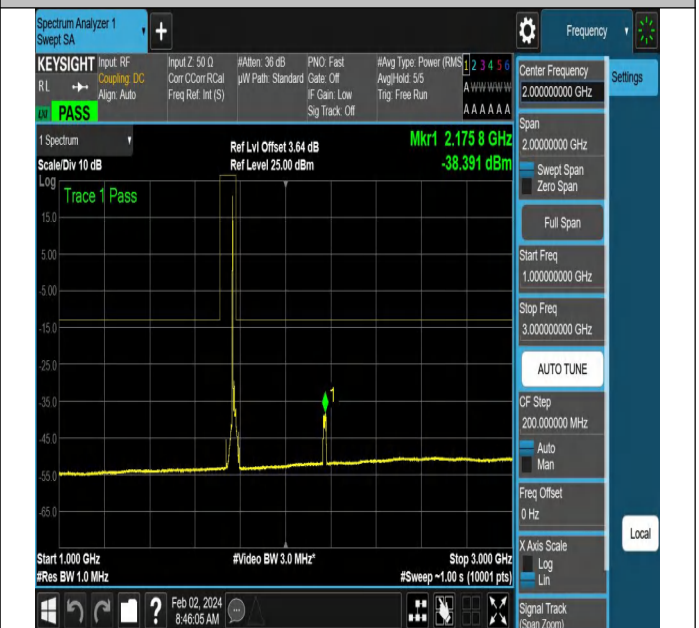 Spectrum Analyzer 1
Swept SA
+
Frequency
KEYSIGHT
RL
PASS
Input: RF
Coupling: DC
Align: Auto
Input Z: 50 Ω
Corr CCorr RCal
Freq Ref: Int (S)
#Atten: 36 dB
µW Path: Standard
PNO: Fast
Gate: Off
IF Gain: Low
Sig Track: Off
#Avg Type: Power (RMS
Avg|Hold: 5/5
Trig: Free Run
1 2 3 4 5 6
A W W W W W
A A A A A A
Center Frequency
2.000000000 GHz
Settings
Span
2.00000000 GHz
Swept Span
Zero Span
Full Span
Start Freq
1.000000000 GHz
Stop Freq
3.000000000 GHz
AUTO TUNE
CF Step
200.000000 MHz
Auto
Man
Freq Offset
0 Hz
X Axis Scale
Log
Lin
Signal Track
(Span Zoom)
Local
1 Spectrum
Scale/Div 10 dB
Log
Ref Lvl Offset 3.64 dB
Ref Level 25.00 dBm
Mkr1 2.175 8 GHz
-38.391 dBm
Trace 1 Pass
15.0
5.00
-5.00
-15.0
-25.0
-35.0
-45.0
-55.0
-65.0
1
Start 1.000 GHz
#Res BW 1.0 MHz
#Video BW 3.0 MHz*
Stop 3.000 GHz
#Sweep ~1.00 s (10001 pts)
?
Feb 02, 2024
8:46:05 AM